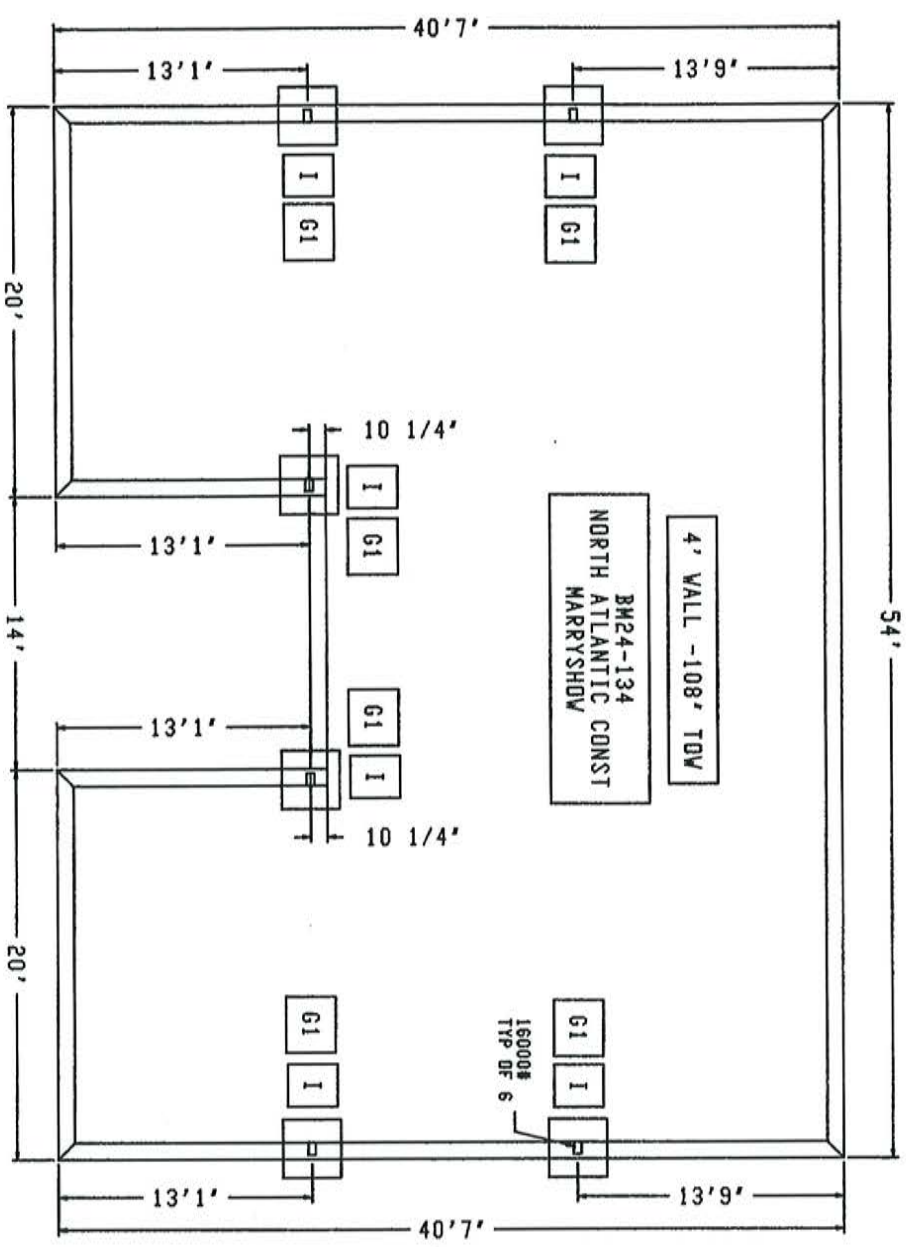 40'7"
13'1"
13'9"
I
G1
I
G1
20'
10 1/4"
I
G1
13'1"
4' WALL -108" TOW
BM24-134
NORTH ATLANTIC CONST
MARRYSHOW
54'
14'
13'1"
G1
I
10 1/4"
20'
G1
I
G1
I
16000#
TYP OF 6
13'1"
13'9"
40'7"